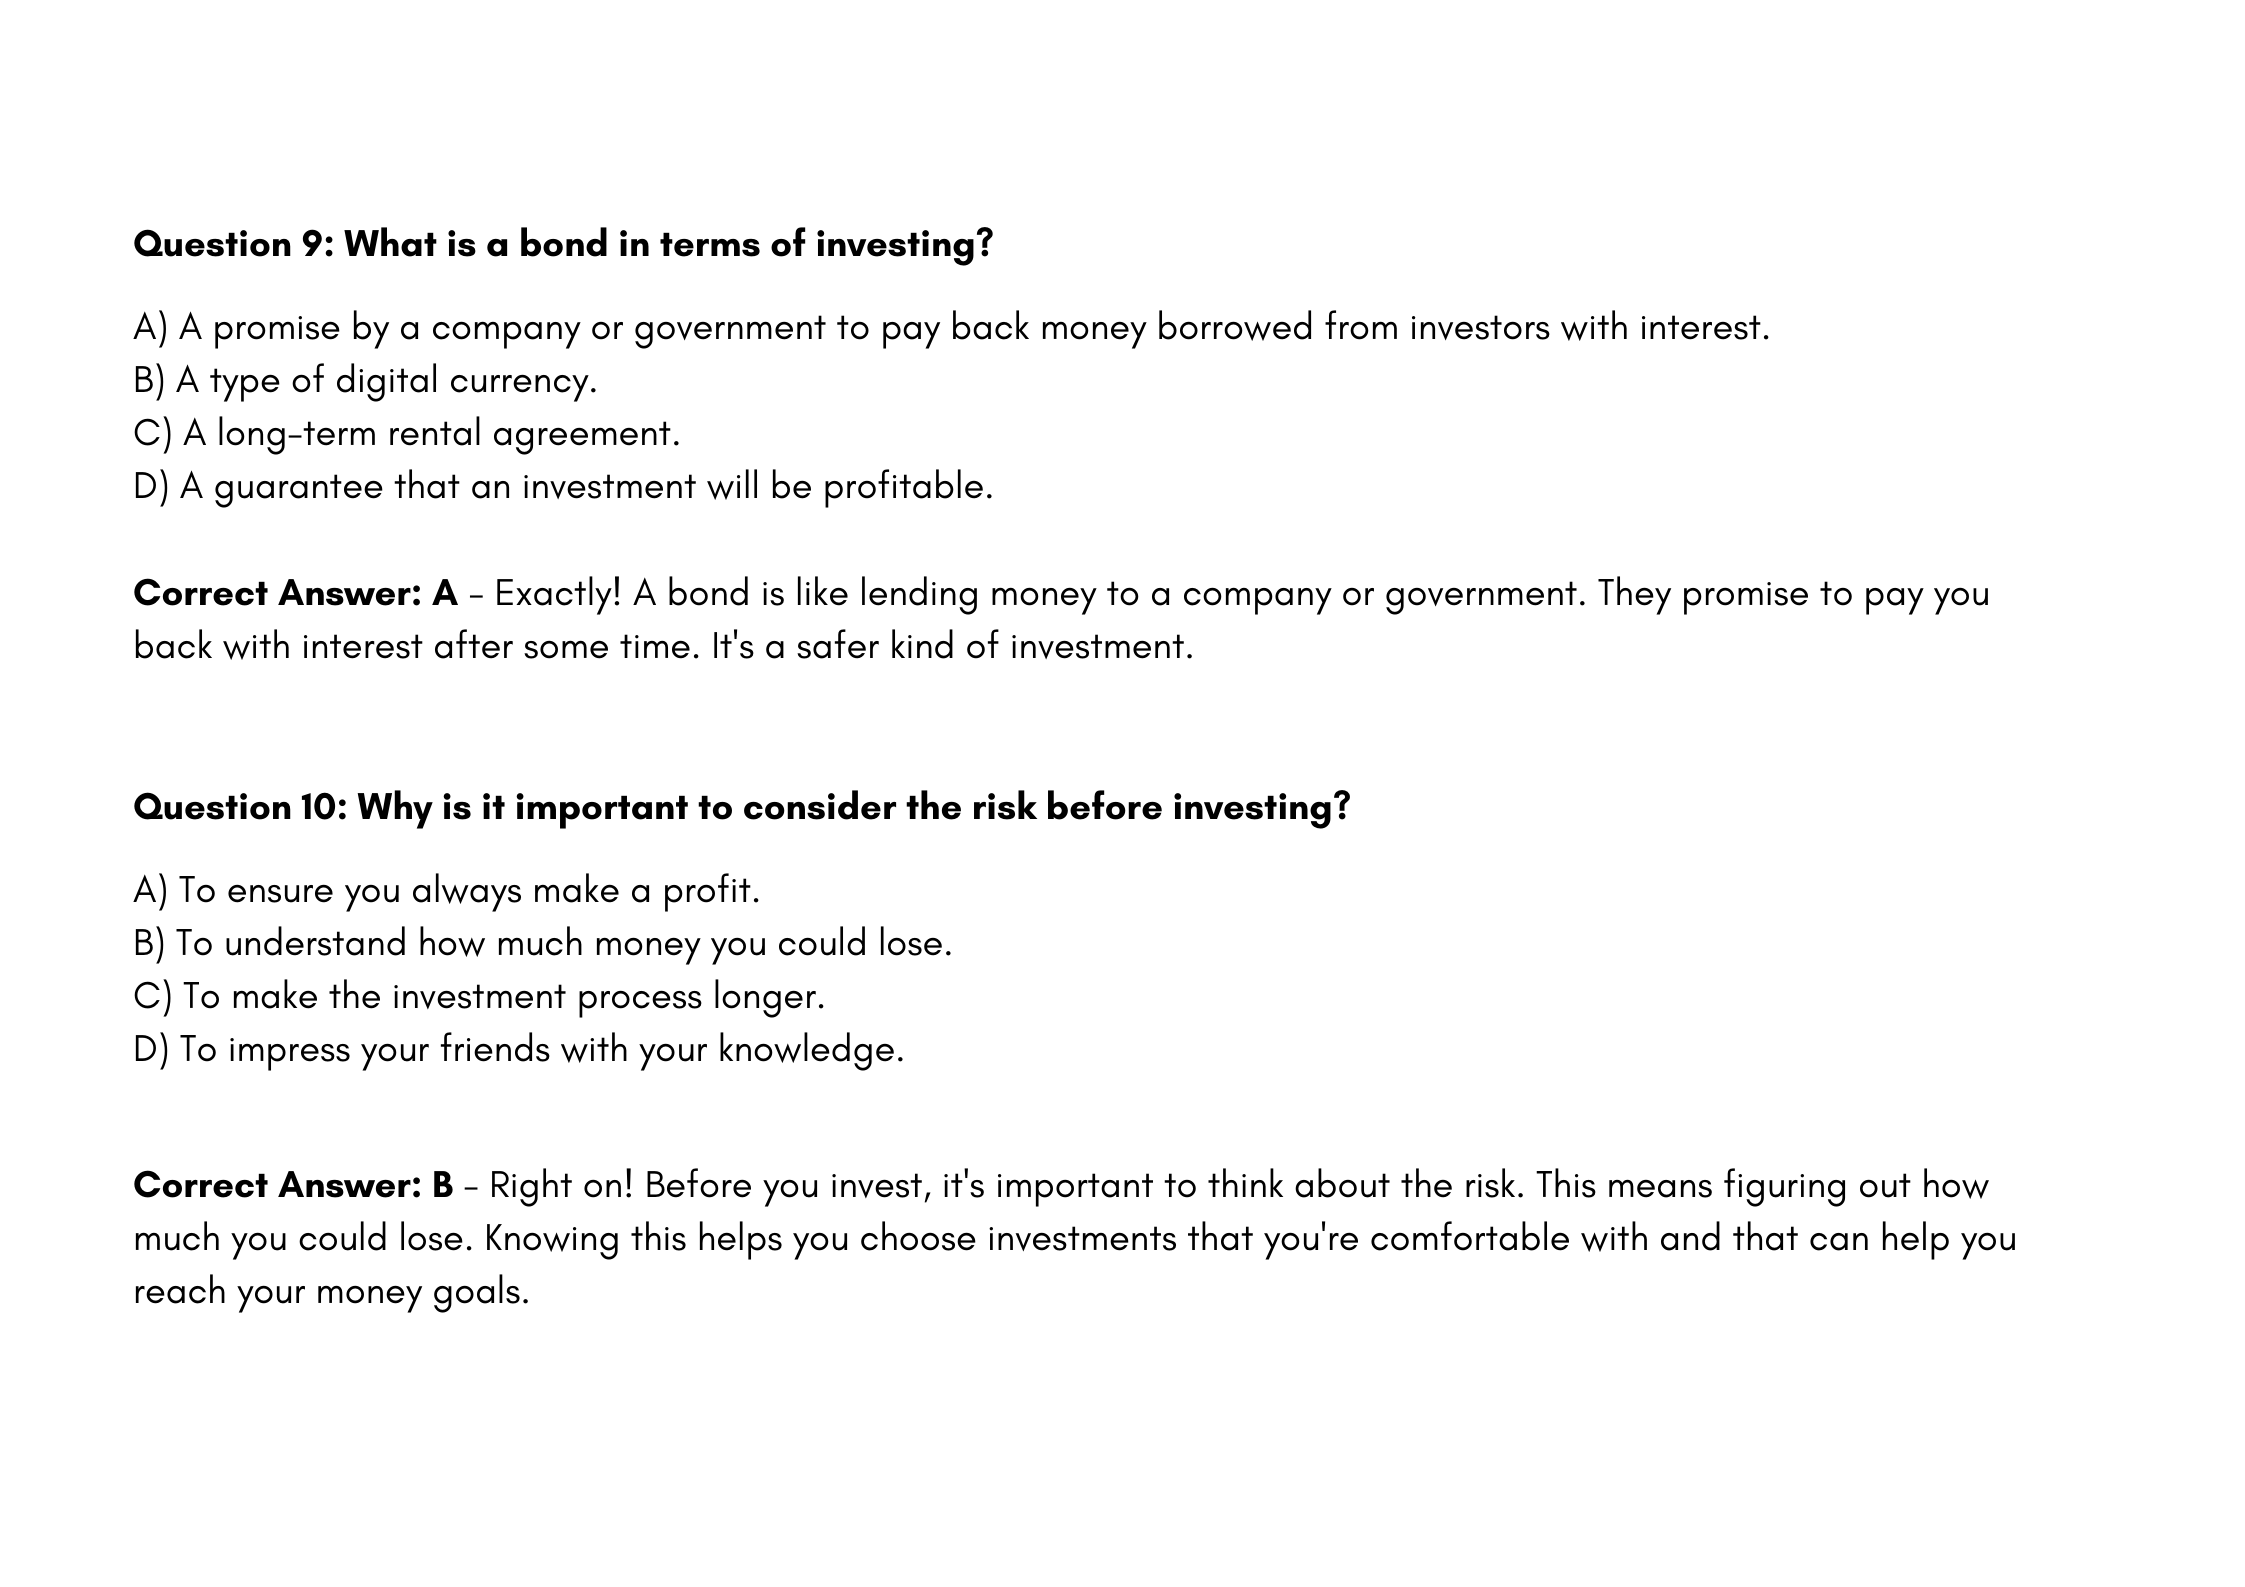 Question 9: What is a bond in terms of investing?
A) A promise by a company or government to pay back money borrowed from investors with interest.
B) A type of digital currency.
C) A long-term rental agreement.
D) A guarantee that an investment will be profitable.
Correct Answer: A – Exactly! A bond is like lending money to a company or government. They promise to pay you
back with interest after some time. It's a safer kind of investment.
Question 10: Why is it important to consider the risk before investing?
A) To ensure you always make a profit.
B) To understand how much money you could lose.
C) To make the investment process longer.
D) To impress your friends with your knowledge.
Correct Answer: B – Right on! Before you invest, it's important to think about the risk. This means figuring out how
much you could lose. Knowing this helps you choose investments that you're comfortable with and that can help you
reach your money goals.